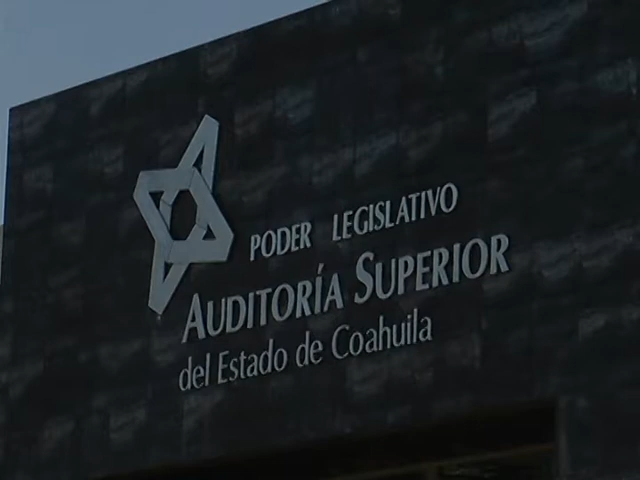 PODER LEGISLATIVO
AUDITORÍA SUPERIOR
del Estado de Coahuila